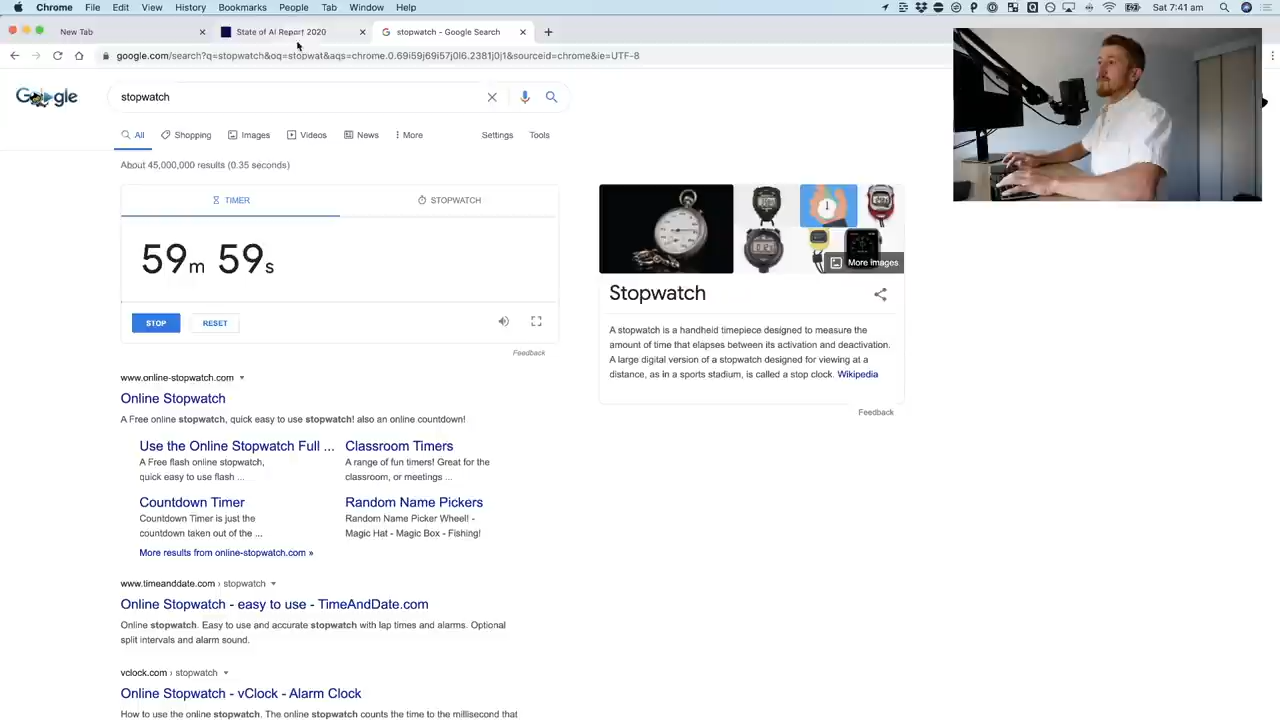 Chrome File Edit View History Bookmarks People Tab Window Help Sat 7:41 am
New Tab State of AI Report 2020 stopwatch - Google Search
google.com/search?q=stopwatch&oq=stopwat&aqs=chrome.0.69i59j69i57j0l6.2381j0j1&sourceid=chrome&ie=UTF-8
Google
stopwatch
All Shopping Images Videos News More Settings Tools
About 45,000,000 results (0.35 seconds)
TIMER STOPWATCH
59m 59s
STOP RESET
Feedback
More images
Stopwatch
A stopwatch is a handheld timepiece designed to measure the
amount of time that elapses between its activation and deactivation.
A large digital version of a stopwatch designed for viewing at a
distance, as in a sports stadium, is called a stop clock. Wikipedia
Feedback
www.online-stopwatch.com
Online Stopwatch
A Free online stopwatch, quick easy to use stopwatch! also an online countdown!
Use the Online Stopwatch Full ...
A Free flash online stopwatch,
quick easy to use flash ...
Classroom Timers
A range of fun timers! Great for the
classroom, or meetings ...
Countdown Timer
Countdown Timer is just the
countdown taken out of the ...
Random Name Pickers
Random Name Picker Wheel! -
Magic Hat - Magic Box - Fishing!
More results from online-stopwatch.com »
www.timeanddate.com › stopwatch
Online Stopwatch - easy to use - TimeAndDate.com
Online stopwatch. Easy to use and accurate stopwatch with lap times and alarms. Optional
split intervals and alarm sound.
vclock.com › stopwatch
Online Stopwatch - vClock - Alarm Clock
How to use the online stopwatch. The online stopwatch counts the time to the millisecond that